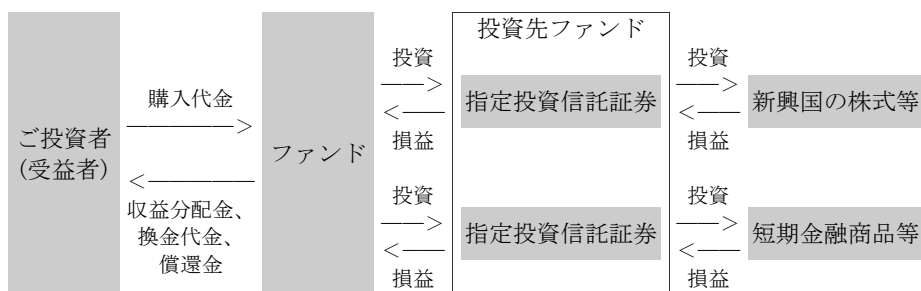 投資先ファンド
投資
——>
<——
損益
指定投資信託証券
投資
——>
<——
損益
新興国の株式等
購入代金
—————>
<—————
収益分配金、
換金代金、
償還金
ご投資者
(受益者)
ファンド
投資
——>
<——
損益
指定投資信託証券
投資
——>
<——
損益
短期金融商品等